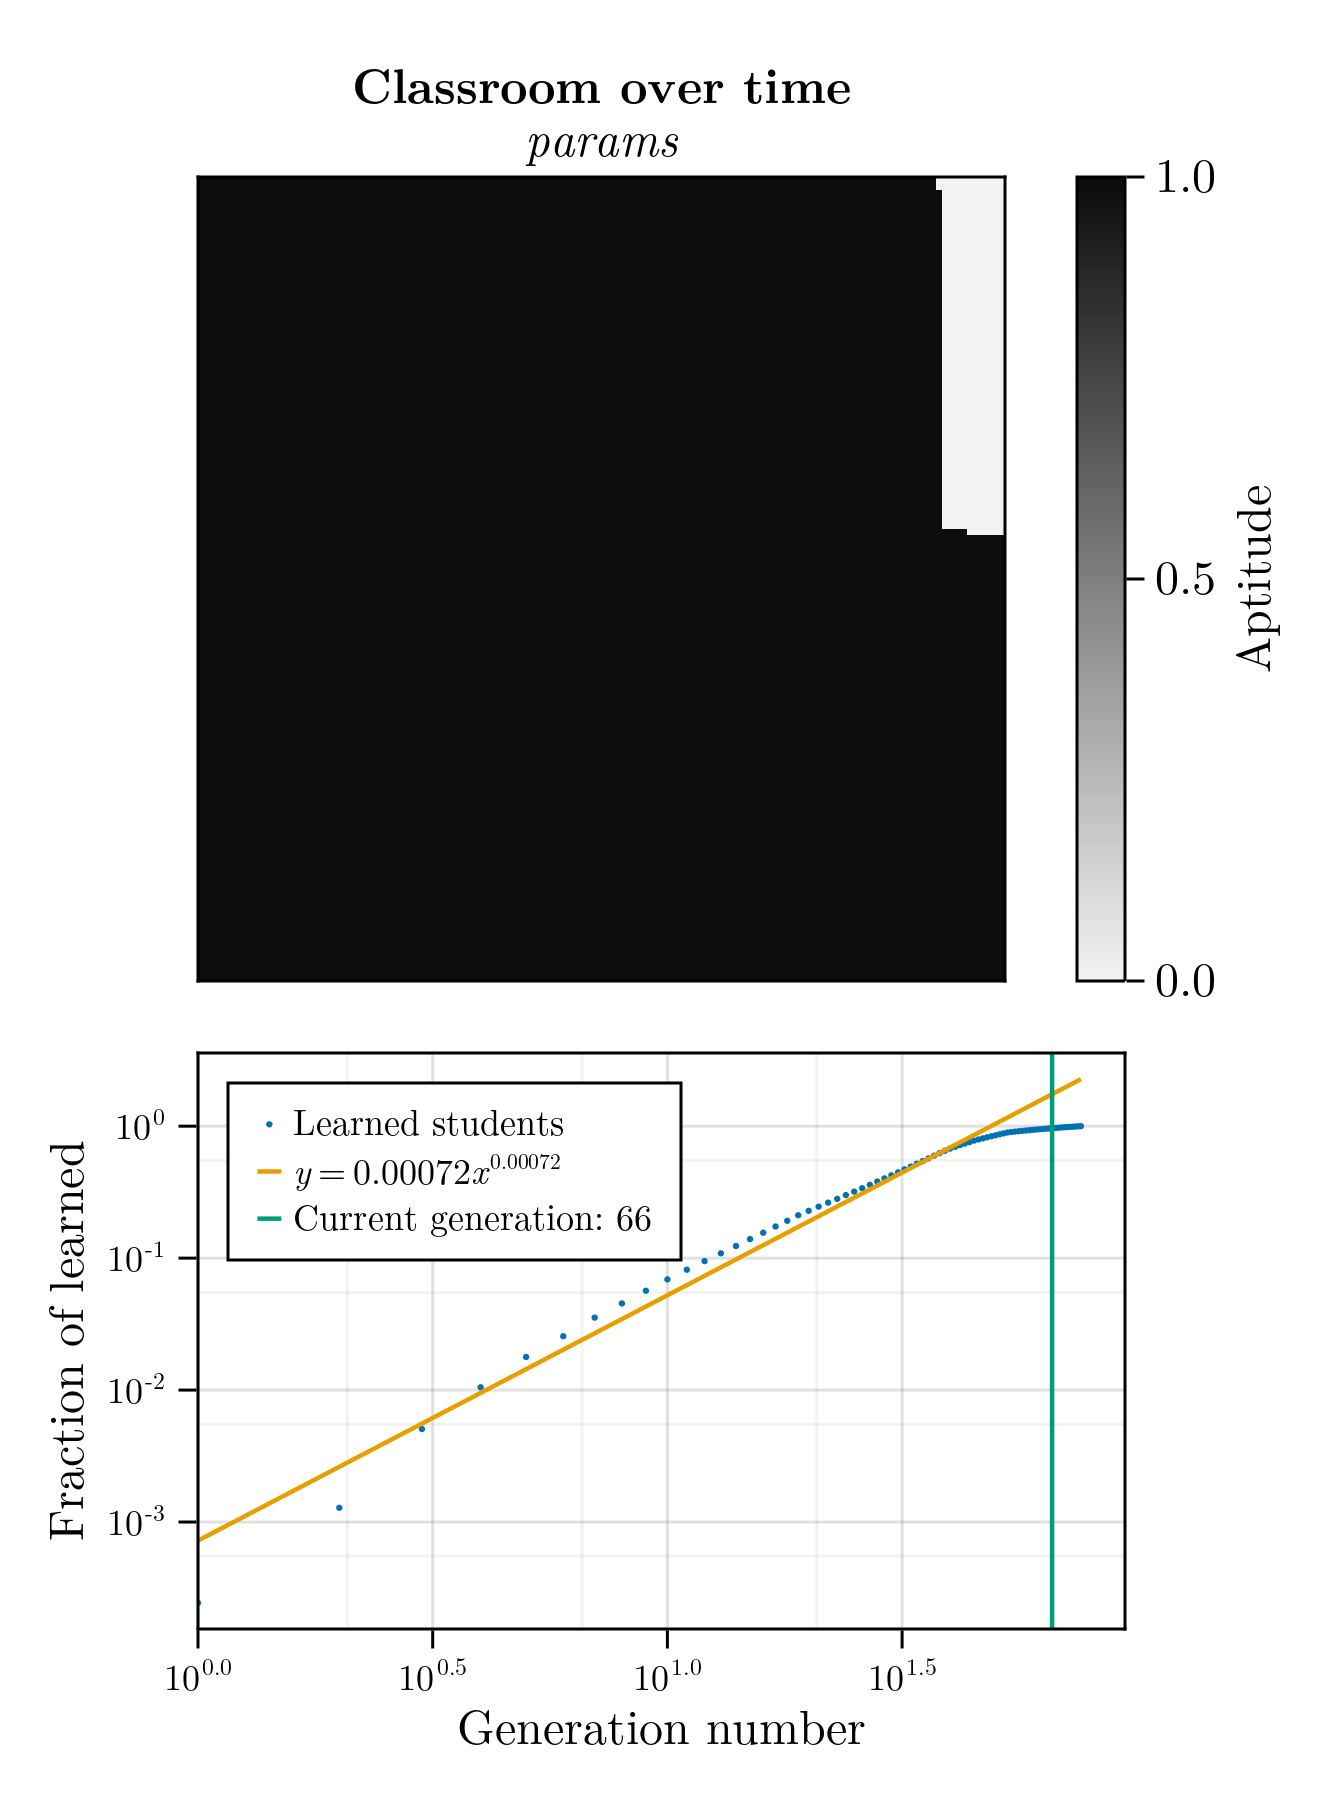 Classroom over time
params
1.0
0.5
0.0
Aptitude
Learned students
y = 0.00072x^0.00072
Current generation: 66
10^0
10^-1
10^-2
10^-3
Fraction of learned
10^0.0 10^0.5 10^1.0 10^1.5
Generation number